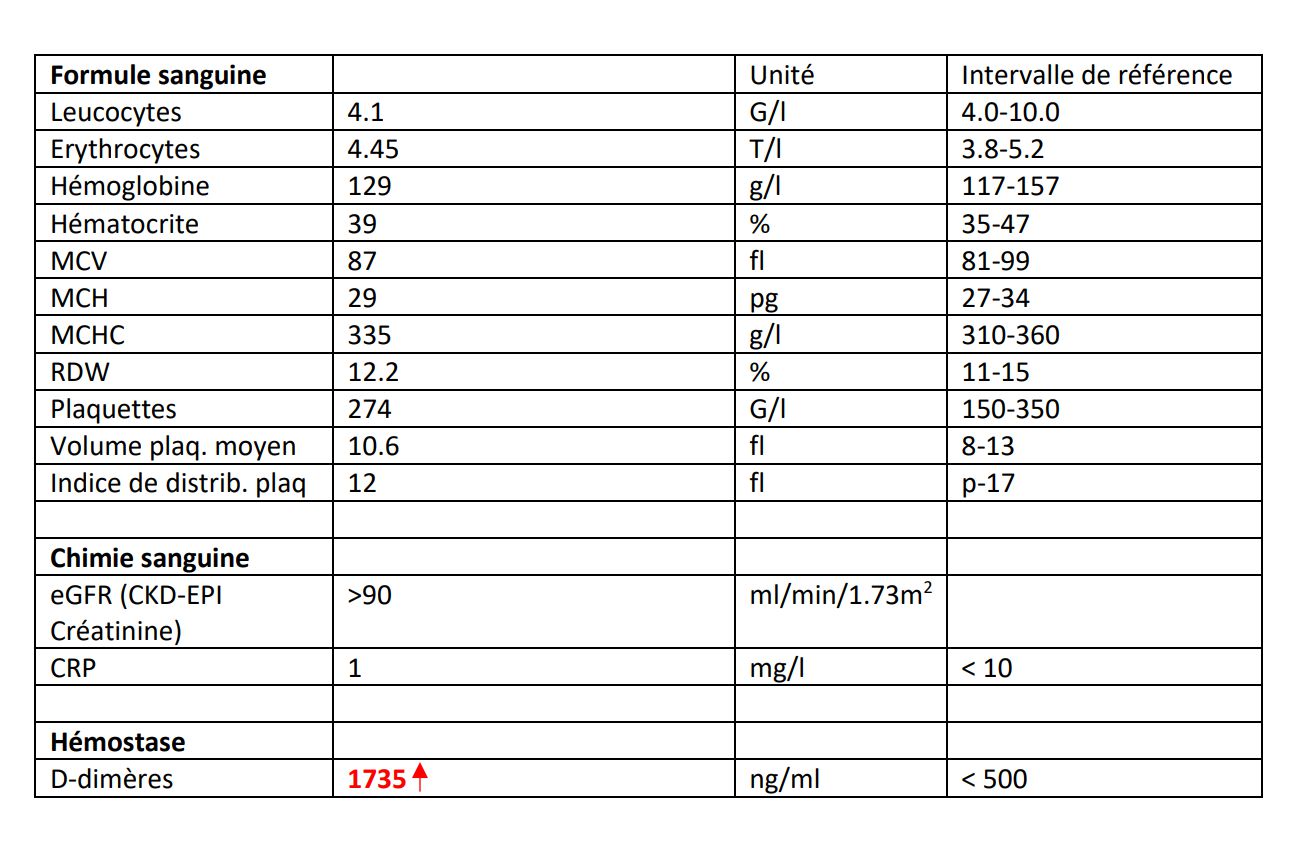 Formule sanguine Unité Intervalle de référence
Leucocytes 4.1 G/l 4.0-10.0
Erythrocytes 4.45 T/l 3.8-5.2
Hémoglobine 129 g/l 117-157
Hématocrite 39 % 35-47
MCV 87 fl 81-99
MCH 29 pg 27-34
MCHC 335 g/l 310-360
RDW 12.2 % 11-15
Plaquettes 274 G/l 150-350
Volume plaq. moyen 10.6 fl 8-13
Indice de distrib. plaq 12 fl p-17
Chimie sanguine
eGFR (CKD-EPI >90 ml/min/1.73m²
Créatinine)
CRP 1 mg/l < 10
Hémostase
D-dimères 1735 ng/ml < 500